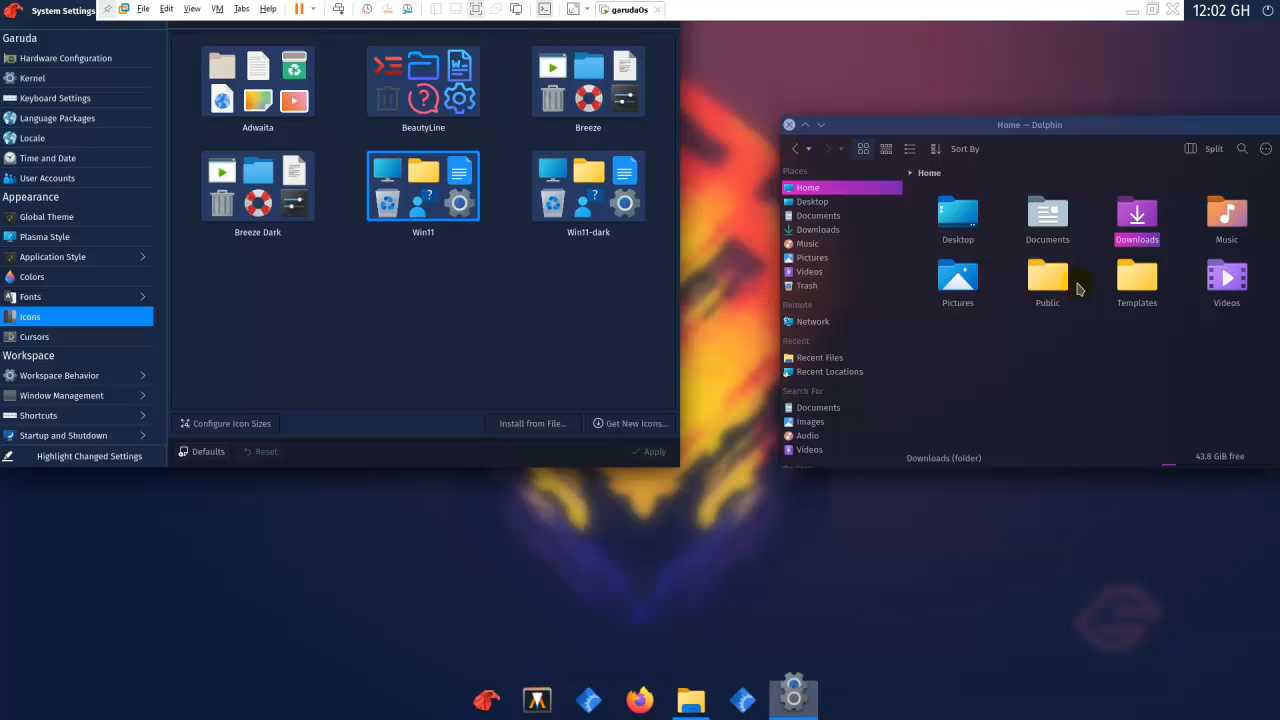 System Settings
File Edit View VM Tabs Help
garudaOs
12:02 GH
Garuda
Hardware Configuration
Kernel
Keyboard Settings
Language Packages
Locale
Time and Date
User Accounts
Appearance
Global Theme
Plasma Style
Application Style
Colors
Fonts
Icons
Cursors
Workspace
Workspace Behavior
Window Management
Shortcuts
Startup and Shutdown
Highlight Changed Settings
Adwaita
BeautyLine
Breeze
Breeze Dark
Win11
Win11-dark
Configure Icon Sizes
Install from File...
Get New Icons...
Defaults
Reset
Apply
Home — Dolphin
Sort By
Split
Places
Home
Desktop
Documents
Downloads
Music
Pictures
Videos
Trash
Remote
Network
Recent
Recent Files
Recent Locations
Search For
Documents
Images
Audio
Videos
Home
Desktop
Documents
Downloads
Music
Pictures
Public
Templates
Videos
Downloads (folder)
43.8 GiB free